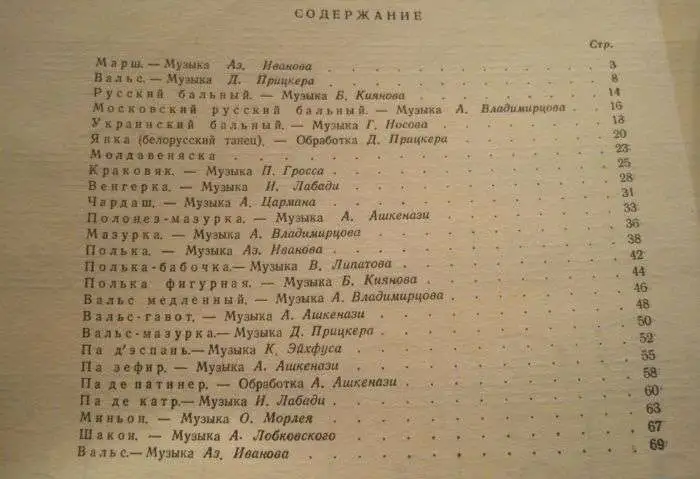 СОДЕРЖАНИЕ
Стр.
Марш.— Музыка Аз. Иванова . . . 3
Вальс.— Музыка Д. Прицкера . . . 8
Русский бальный. — Музыка Б. Киянова . . . 14
Московский русский бальный. — Музыка А. Владимирцова . . . 16
Украинский бальный. — Музыка Г. Носова . . . 18
Янка (белорусский танец). — Обработка Д. Прицкера . . . 20
Молдавеняска . . . 23
Краковяк. — Музыка П. Гросса . . . 25
Венгерка. — Музыка И. Лабади . . . 28
Чардаш. — Музыка А. Цармана . . . 31
Полонез-мазурка. — Музыка А. Ашкенази . . . 33
Мазурка. — Музыка А. Владимирцова . . . 36
Полька. — Музыка Аз. Иванова . . . 38
Полька-бабочка.— Музыка В. Липатова . . . 42
Полька фигурная. — Музыка Б. Киянова . . . 44
Вальс медленный. — Музыка А. Владимирцова . . . 46
Вальс-гавот. — Музыка А. Ашкенази . . . 48
Вальс-мазурка.— Музыка Д. Прицкера . . . 50
Па д'эспань.— Музыка К. Эйхфуса . . . 52
Па зефир. — Музыка А. Ашкенази . . . 55
Па де патинер. — Обработка А. Ашкенази . . . 58
Па де катр.— Музыка И. Лабади . . . 60
Миньон. — Музыка О. Морлея . . . 63
Шакон. — Музыка А. Лобковского . . . 67
Вальс.— Музыка Аз. Иванова . . . 69